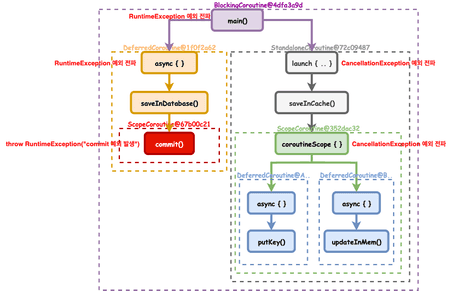 BlockingCoroutine@4dfa3a9d
RuntimeException 예외 전파
main()
DeferredCoroutine@1f0f2a62
StandaloneCoroutine@72c09487
RuntimeException 예외 전파
async { }
launch { .. }
CancellationException 예외 전파
saveInDatabase()
saveInCache()
ScopeCoroutine@67b00c21
ScopeCoroutine@352dac32
throw RuntimeException("commit 예외 발생")
commit()
coroutineScope { }
CancellationException 예외 전파
DeferredCoroutine@A...
DeferredCoroutine@B...
async { }
async { }
putKey()
updateInMem()